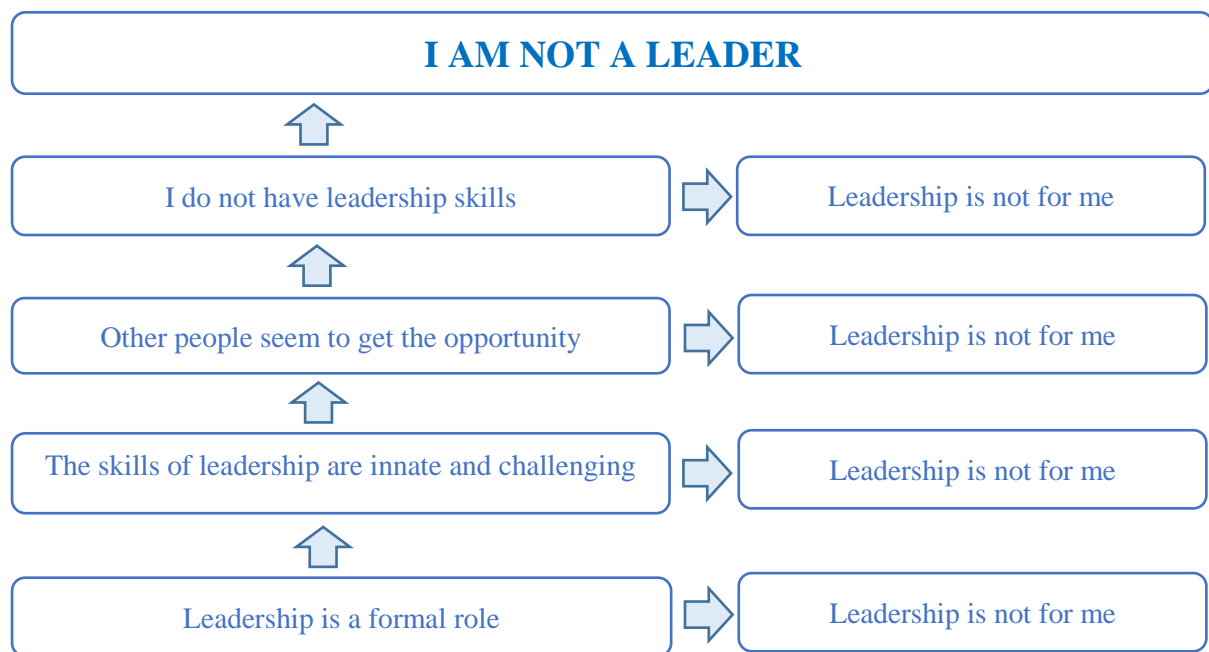 I AM NOT A LEADER
I do not have leadership skills
Leadership is not for me
Other people seem to get the opportunity
Leadership is not for me
The skills of leadership are innate and challenging
Leadership is not for me
Leadership is a formal role
Leadership is not for me